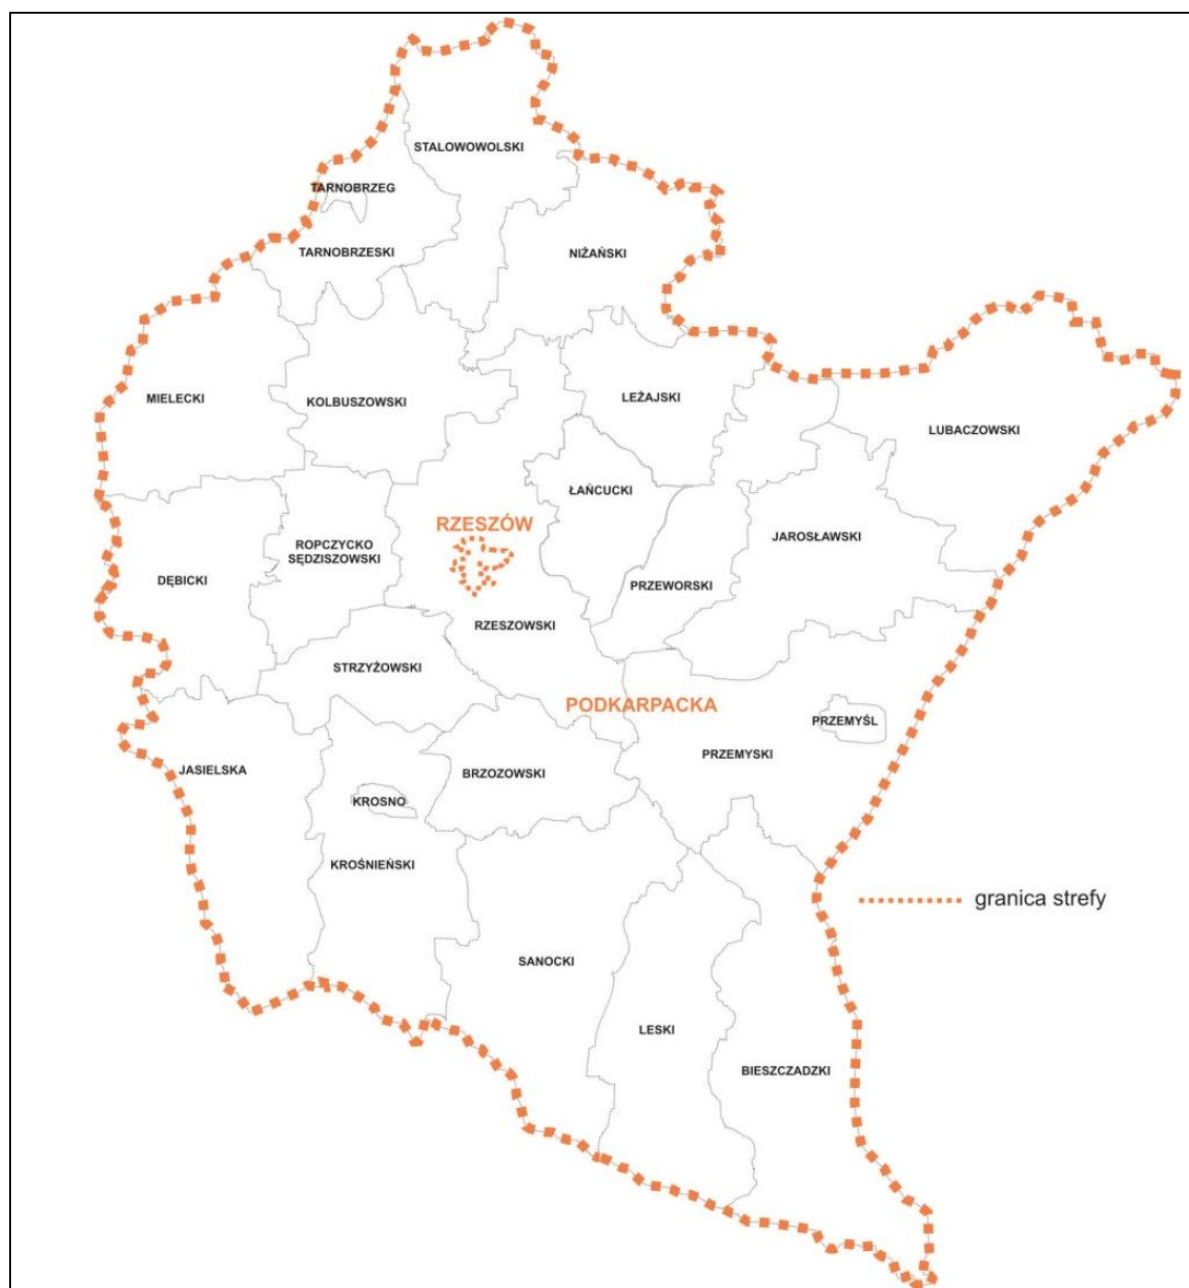 STALOWOWOLSKI
TARNOBRZEG
TARNOBRZESKI
NIŻAŃSKI
MIELECKI
KOLBUSZOWSKI
LEŻAJSKI
LUBACZOWSKI
ŁAŃCUCKI
RZESZÓW
ROPCZYCKO
SĘDZISZOWSKI
JAROSŁAWSKI
DĘBICKI
PRZEWORSKI
RZESZOWSKI
STRZYŻOWSKI
PODKARPACKA
PRZEMYŚL
PRZEMYSKI
JASIELSKA
BRZOZOWSKI
KROSNO
KROŚNIEŃSKI
granica strefy
SANOCKI
LESKI
BIESZCZADZKI